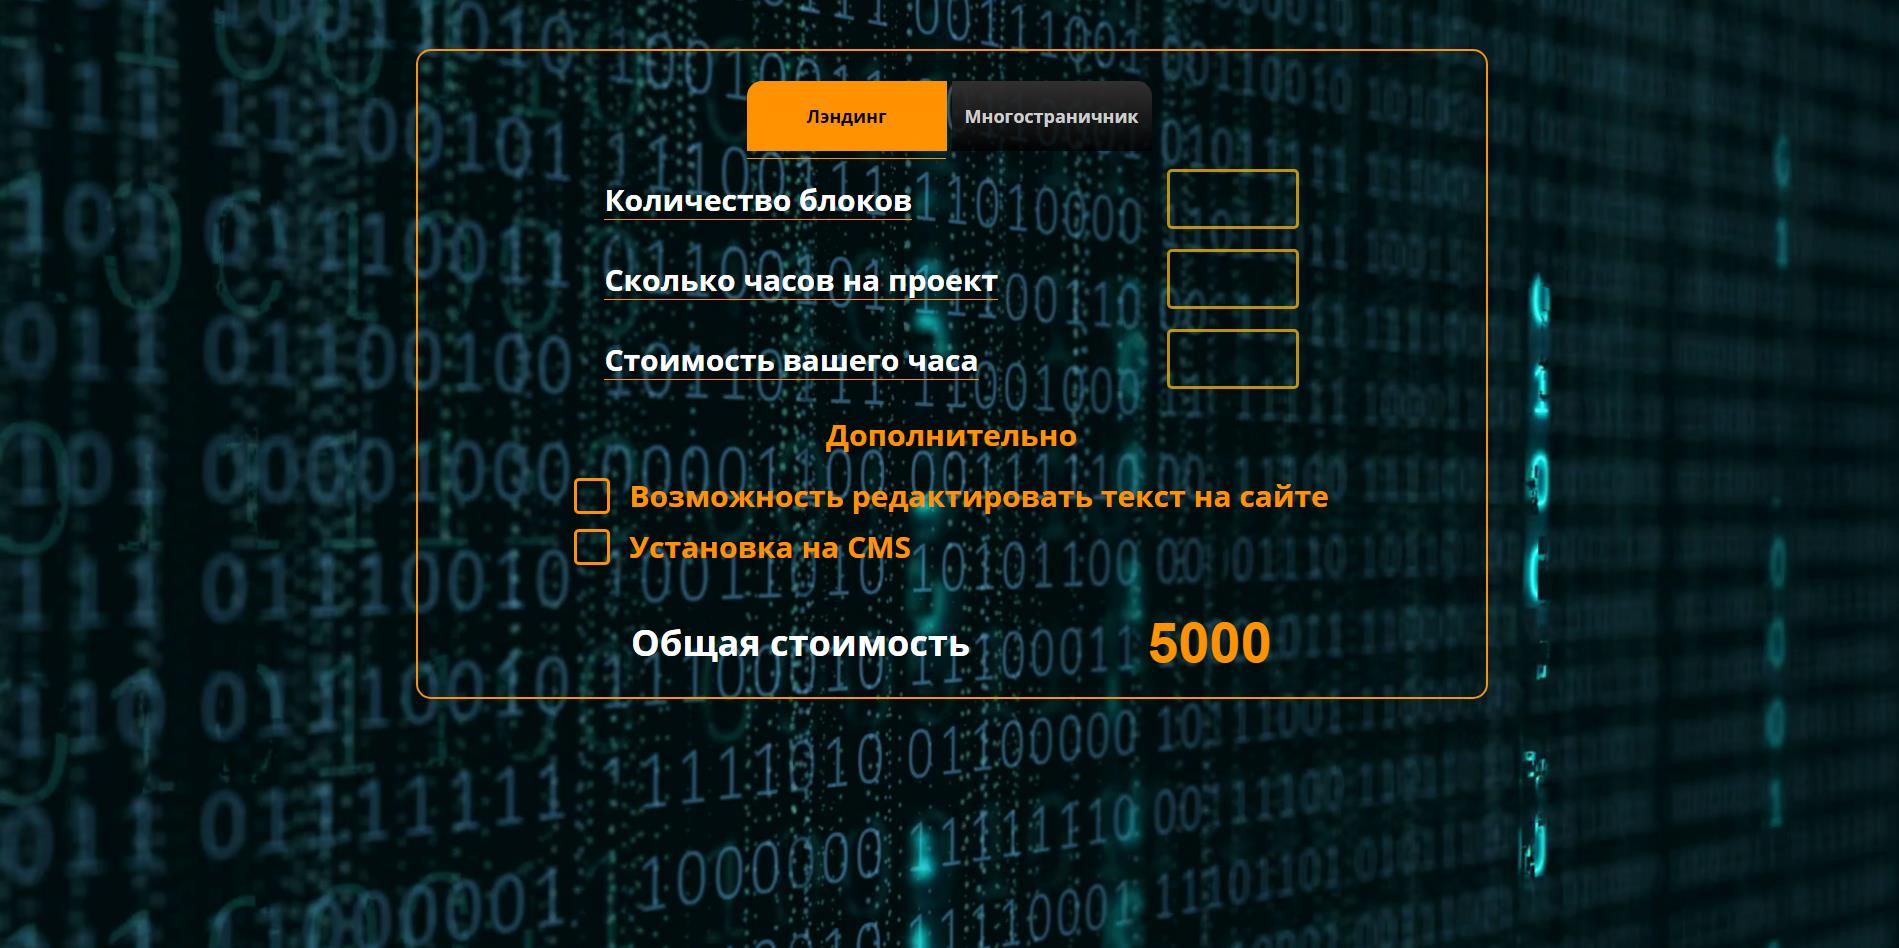 Лэндинг Многостраничник
Количество блоков
Сколько часов на проект
Стоимость вашего часа
Дополнительно
Возможность редактировать текст на сайте
Установка на CMS
Общая стоимость 5000